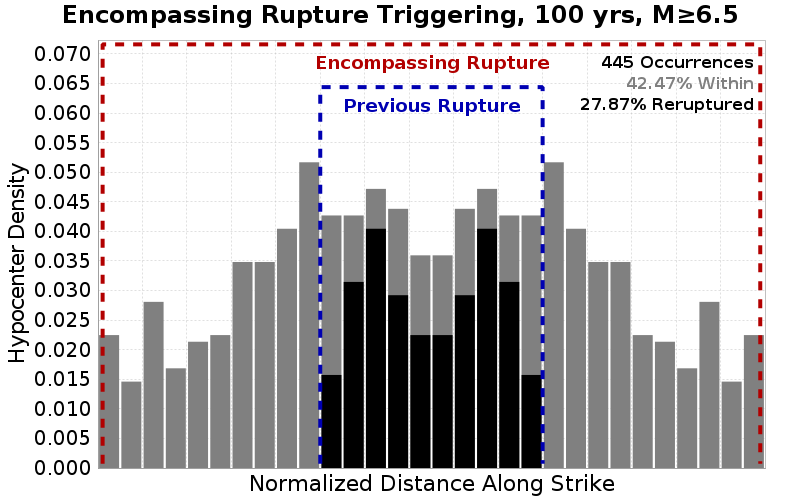 Encompassing Rupture Triggering, 100 yrs, M≥6.5
Encompassing Rupture
445 Occurrences
42.47% Within
27.87% Reruptured
Previous Rupture
Hypocenter Density
0.070
0.065
0.060
0.055
0.050
0.045
0.040
0.035
0.030
0.025
0.020
0.015
0.010
0.005
0.000
Normalized Distance Along Strike